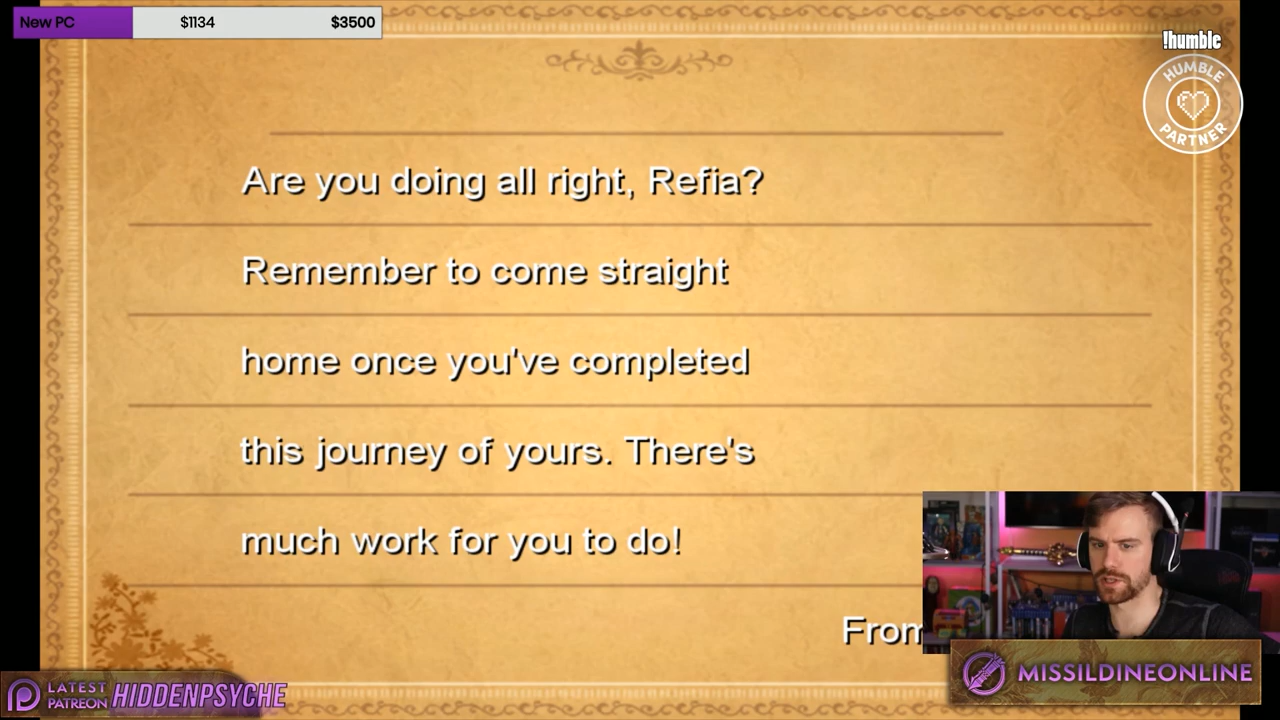 New PC $1134 $3500
!humble
HUMBLE
PARTNER
Are you doing all right, Refia?
Remember to come straight
home once you've completed
this journey of yours. There's
much work for you to do!
From
MISSILDINEONLINE
LATEST
PATREON HIDDENPSYCHE